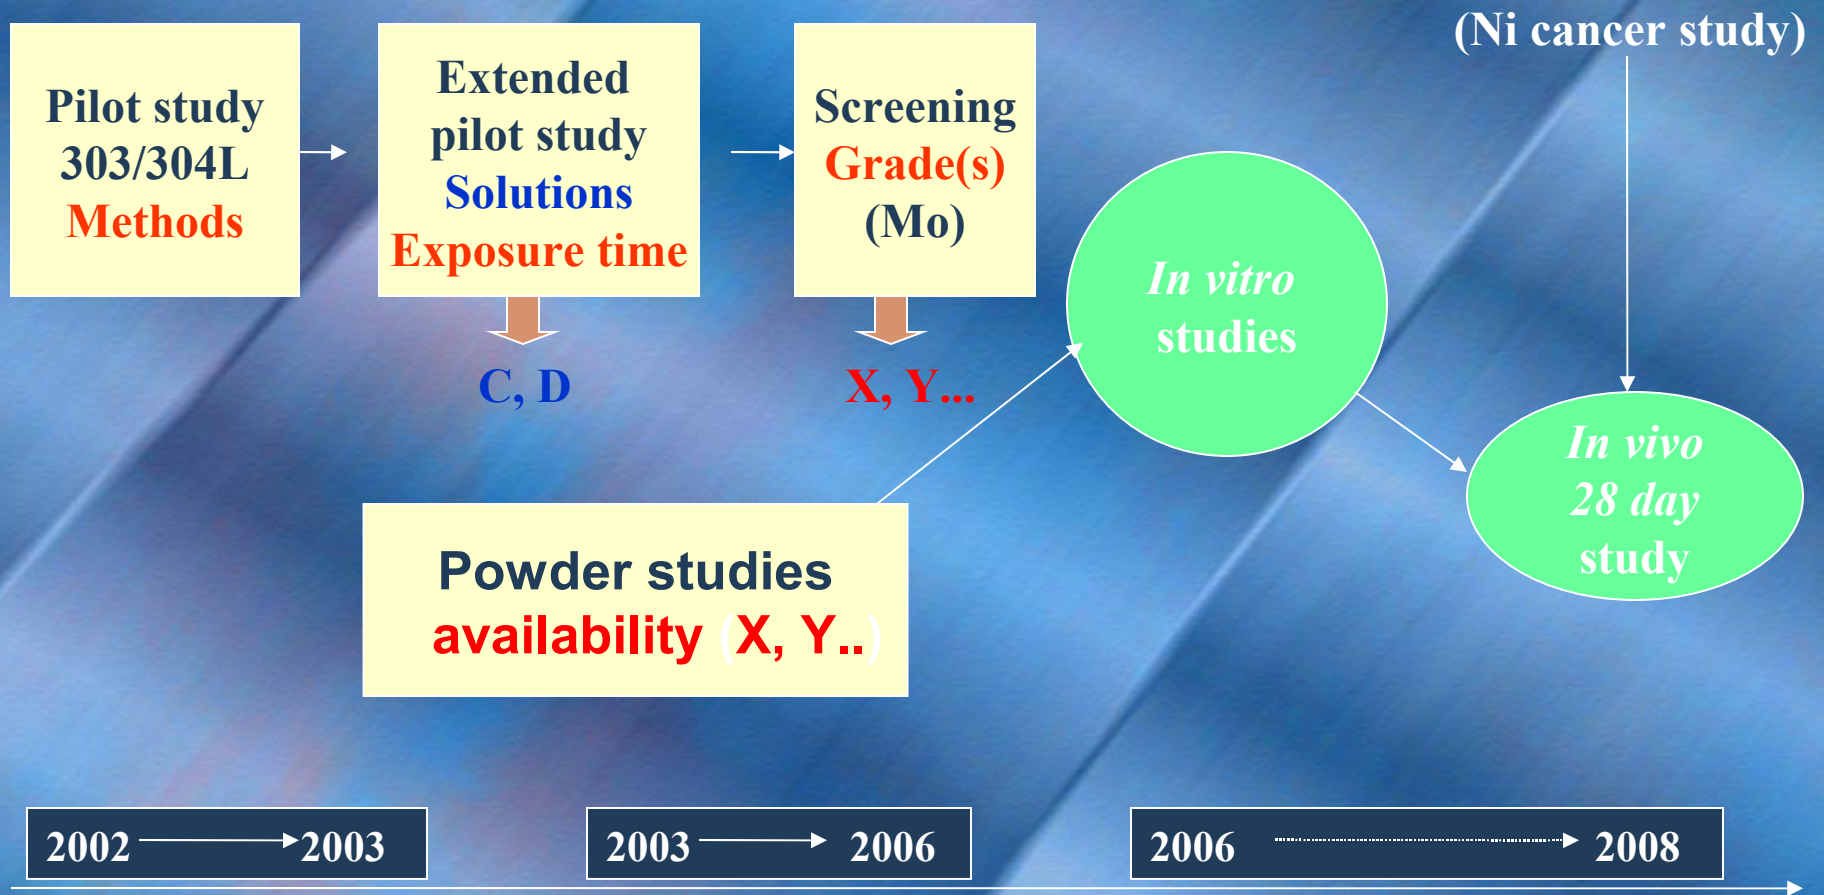 Pilot study
303/304L
Methods
Extended
pilot study
Solutions
Exposure time
Screening
Grade(s)
(Mo)
(Ni cancer study)
In vitro
studies
C, D
X, Y...
In vivo
28 day
study
Powder studies
availability (X, Y..)
2002 2003
2003 2006
2006 2008